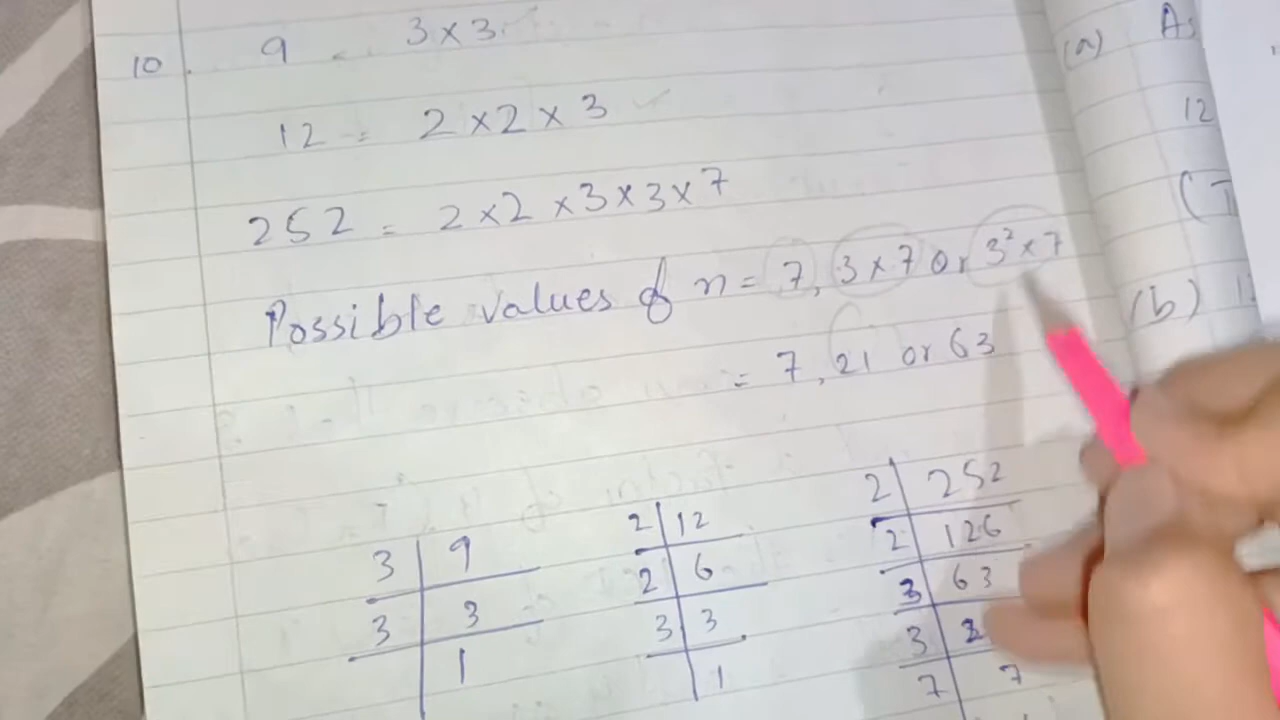 10. 9 = 3×3
12 = 2×2×3
252 = 2×2×3×3×7
Possible values of n = 7, 3×7 or 3²×7
= 7, 21 or 63
3 | 9
3 | 3
1
2 | 12
2 | 6
3 | 3
1
2 | 252
2 | 126
3 | 63
3 | 2
7 | 7
(a) A
12
(b) 1